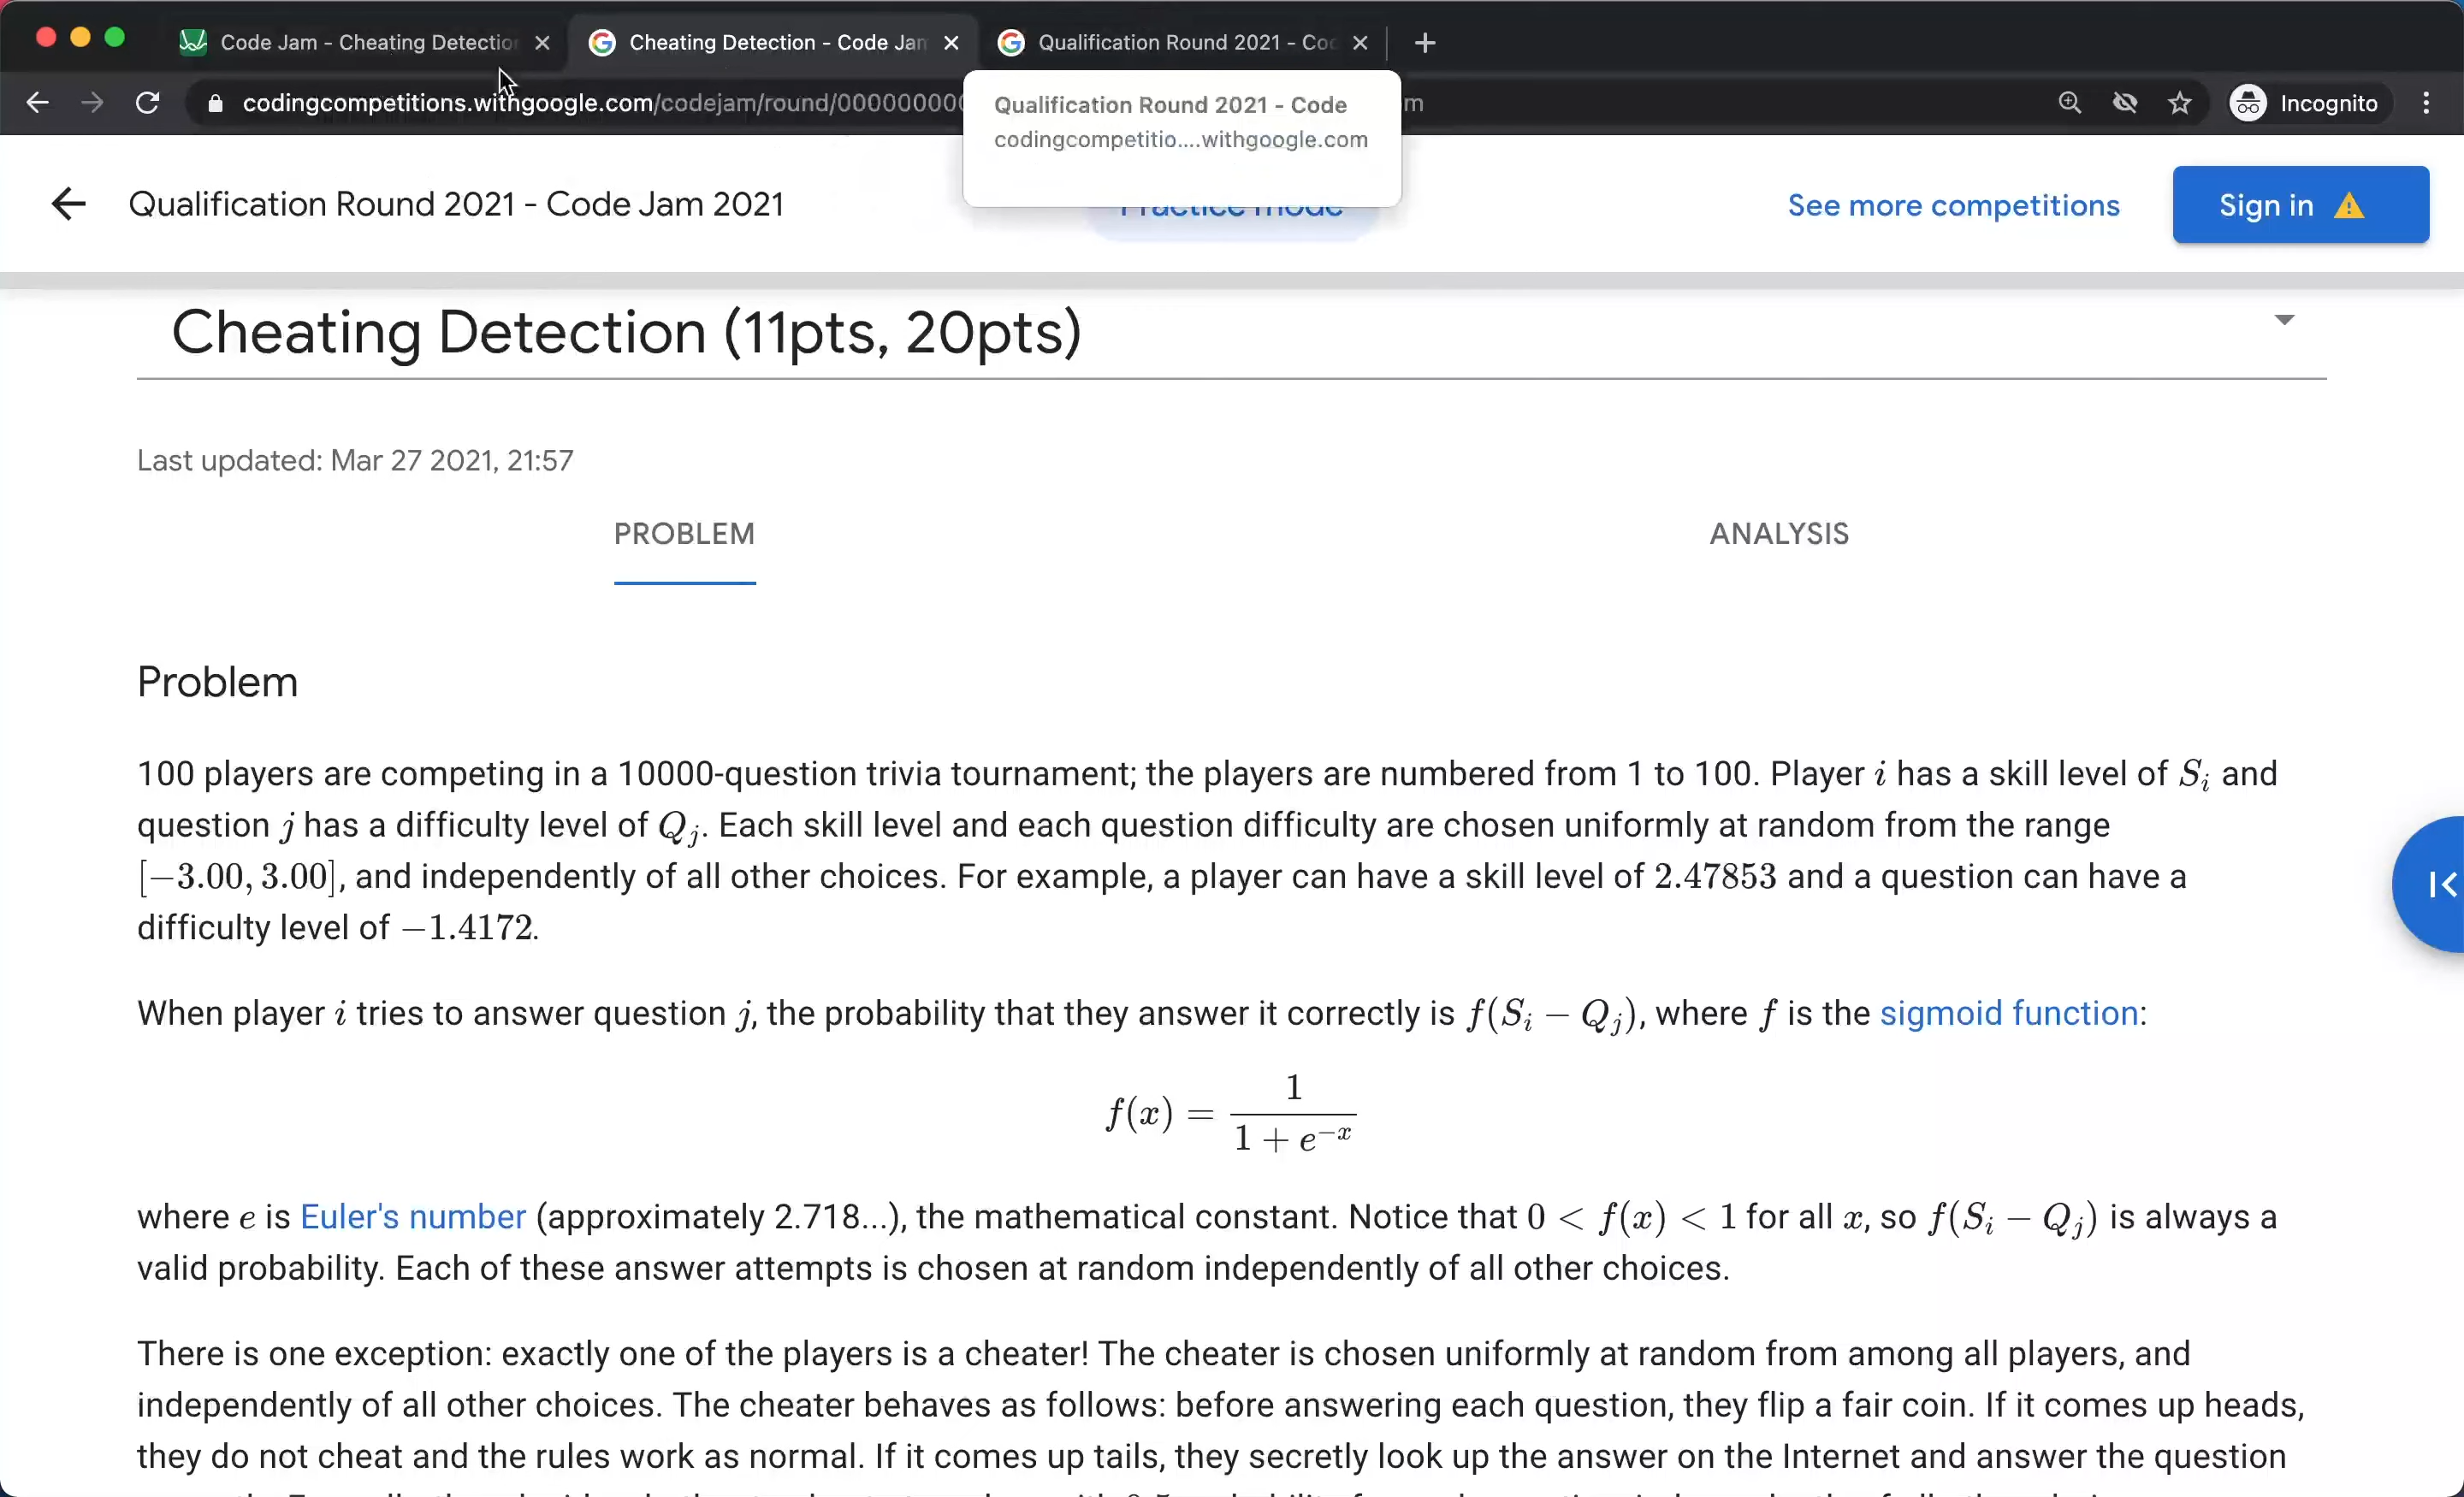 Code Jam - Cheating Detection
Cheating Detection - Code Jam
Qualification Round 2021 - Co
codingcompetitions.withgoogle.com/codejam/round/000000000
m
Incognito
Qualification Round 2021 - Code
codingcompetitio....withgoogle.com
Qualification Round 2021 - Code Jam 2021
Practice mode
See more competitions
Sign in
Cheating Detection (11pts, 20pts)
Last updated: Mar 27 2021, 21:57
PROBLEM
ANALYSIS
Problem
100 players are competing in a 10000-question trivia tournament; the players are numbered from 1 to 100. Player i has a skill level of S_i and
question j has a difficulty level of Q_j. Each skill level and each question difficulty are chosen uniformly at random from the range
[−3.00, 3.00], and independently of all other choices. For example, a player can have a skill level of 2.47853 and a question can have a
difficulty level of −1.4172.
When player i tries to answer question j, the probability that they answer it correctly is f(S_i − Q_j), where f is the sigmoid function:
f(x) = 1 / (1 + e^{−x})
where e is Euler's number (approximately 2.718...), the mathematical constant. Notice that 0 < f(x) < 1 for all x, so f(S_i − Q_j) is always a
valid probability. Each of these answer attempts is chosen at random independently of all other choices.
There is one exception: exactly one of the players is a cheater! The cheater is chosen uniformly at random from among all players, and
independently of all other choices. The cheater behaves as follows: before answering each question, they flip a fair coin. If it comes up heads,
they do not cheat and the rules work as normal. If it comes up tails, they secretly look up the answer on the Internet and answer the question